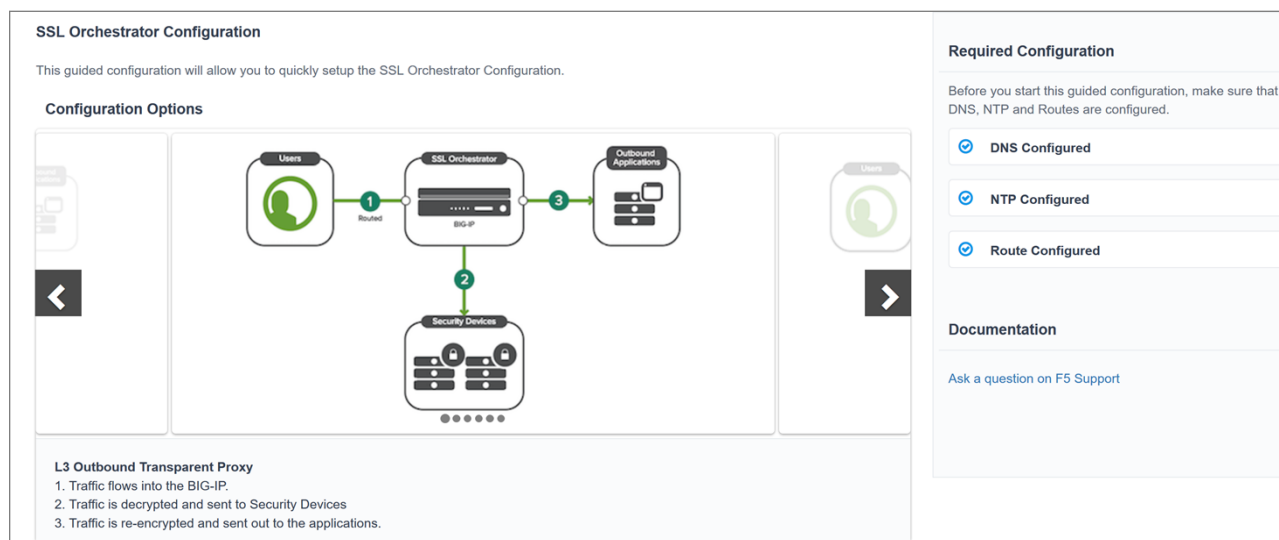 SSL Orchestrator Configuration
This guided configuration will allow you to quickly setup the SSL Orchestrator Configuration.
Configuration Options
Users
SSL Orchestrator
Outbound
Applications
1
Routed
BIG-IP
3
2
Security Devices
Users
L3 Outbound Transparent Proxy
1. Traffic flows into the BIG-IP.
2. Traffic is decrypted and sent to Security Devices
3. Traffic is re-encrypted and sent out to the applications.
Required Configuration
Before you start this guided configuration, make sure that
DNS, NTP and Routes are configured.
DNS Configured
NTP Configured
Route Configured
Documentation
Ask a question on F5 Support